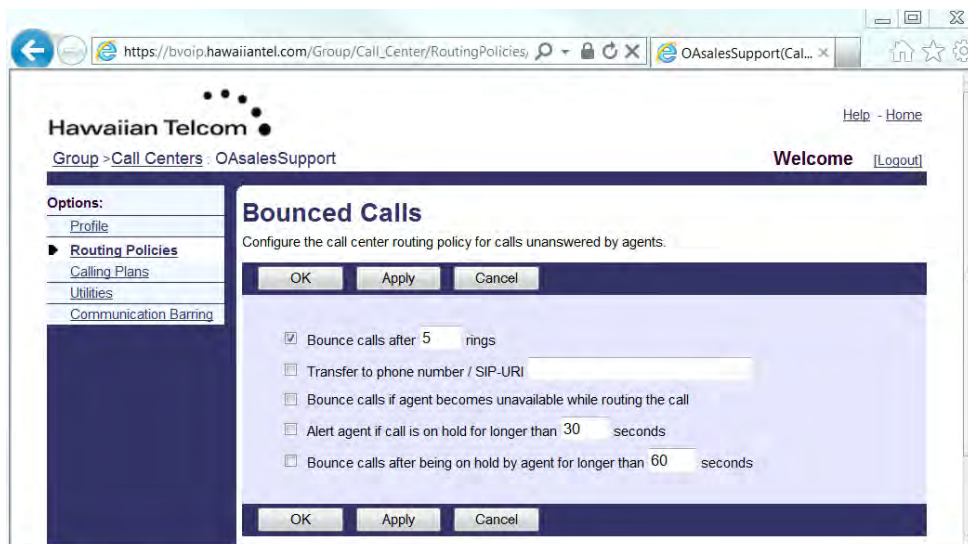 https://bvoip.hawaiiantel.com/Group/Call_Center/RoutingPolicies/
OAsalesSupport(Cal...
Hawaiian Telcom
Help - Home
Group >Call Centers : OAsalesSupport
Welcome [Logout]
Options:
Profile
Routing Policies
Calling Plans
Utilities
Communication Barring
Bounced Calls
Configure the call center routing policy for calls unanswered by agents.
OK Apply Cancel
Bounce calls after 5 rings
Transfer to phone number / SIP-URI
Bounce calls if agent becomes unavailable while routing the call
Alert agent if call is on hold for longer than 30 seconds
Bounce calls after being on hold by agent for longer than 60 seconds
OK Apply Cancel